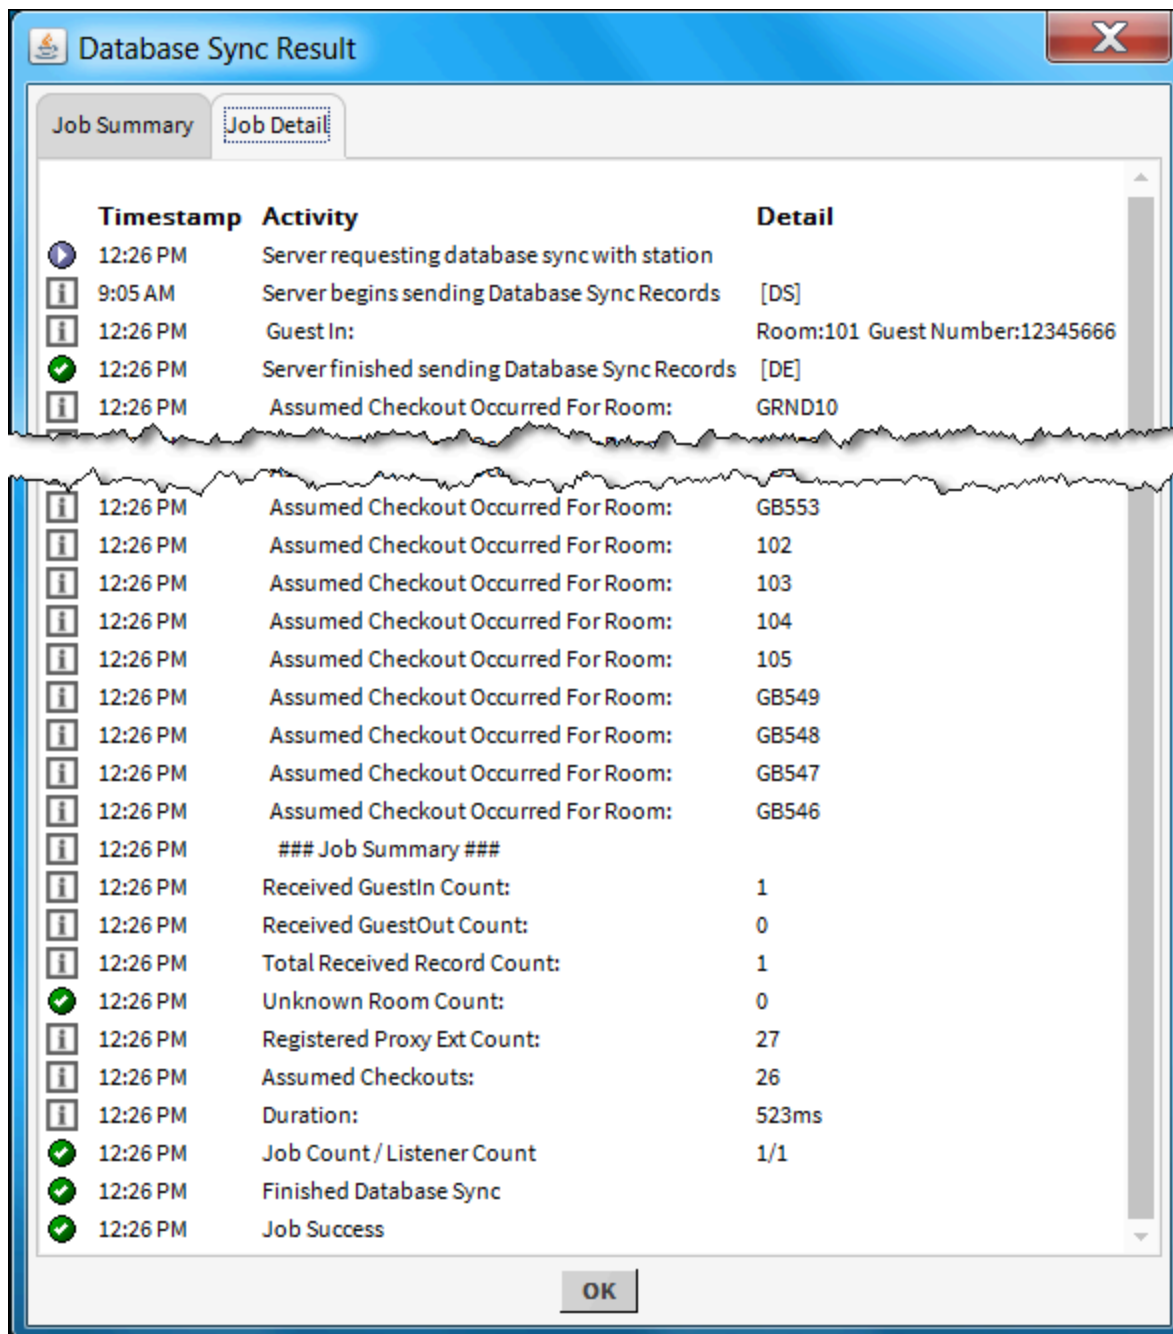 Database Sync Result
Job Summary Job Detail
Timestamp Activity Detail
12:26 PM Server requesting database sync with station
9:05 AM Server begins sending Database Sync Records [DS]
12:26 PM Guest In: Room:101 Guest Number:12345666
12:26 PM Server finished sending Database Sync Records [DE]
12:26 PM Assumed Checkout Occurred For Room: GRND10
12:26 PM Assumed Checkout Occurred For Room: GB553
12:26 PM Assumed Checkout Occurred For Room: 102
12:26 PM Assumed Checkout Occurred For Room: 103
12:26 PM Assumed Checkout Occurred For Room: 104
12:26 PM Assumed Checkout Occurred For Room: 105
12:26 PM Assumed Checkout Occurred For Room: GB549
12:26 PM Assumed Checkout Occurred For Room: GB548
12:26 PM Assumed Checkout Occurred For Room: GB547
12:26 PM Assumed Checkout Occurred For Room: GB546
12:26 PM ### Job Summary ###
12:26 PM Received GuestIn Count: 1
12:26 PM Received GuestOut Count: 0
12:26 PM Total Received Record Count: 1
12:26 PM Unknown Room Count: 0
12:26 PM Registered Proxy Ext Count: 27
12:26 PM Assumed Checkouts: 26
12:26 PM Duration: 523ms
12:26 PM Job Count / Listener Count 1/1
12:26 PM Finished Database Sync
12:26 PM Job Success
OK